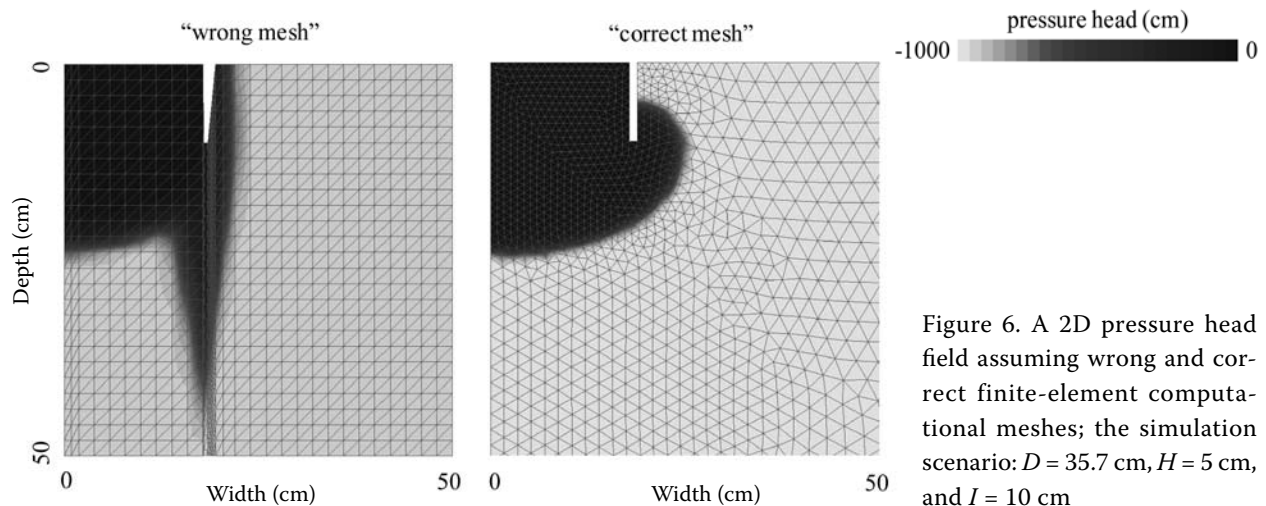 “wrong mesh”
“correct mesh”
pressure head (cm)
-1000
0
0
Depth (cm)
50
0
Width (cm)
50
0
Width (cm)
50
Figure 6. A 2D pressure head
field assuming wrong and cor-
rect finite-element computa-
tional meshes; the simulation
scenario: D = 35.7 cm, H = 5 cm,
and I = 10 cm